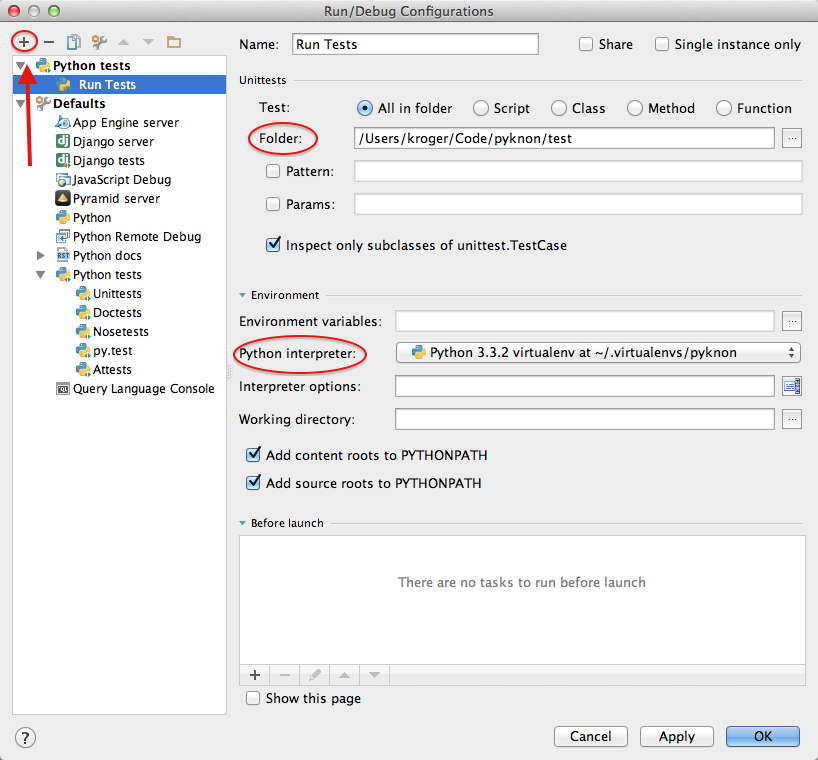 Run/Debug Configurations
Name: Run Tests Share Single instance only
Python tests
Run Tests
Defaults
App Engine server
Django server
Django tests
JavaScript Debug
Pyramid server
Python
Python Remote Debug
Python docs
Python tests
Unittests
Doctests
Nosetests
py.test
Attests
Query Language Console
Unittests
Test: All in folder Script Class Method Function
Folder: /Users/kroger/Code/pyknon/test ...
Pattern:
Params:
Inspect only subclasses of unittest.TestCase
Environment
Environment variables: ...
Python interpreter: Python 3.3.2 virtualenv at ~/.virtualenvs/pyknon
Interpreter options:
Working directory: ...
Add content roots to PYTHONPATH
Add source roots to PYTHONPATH
Before launch
There are no tasks to run before launch
Show this page
? Cancel Apply OK